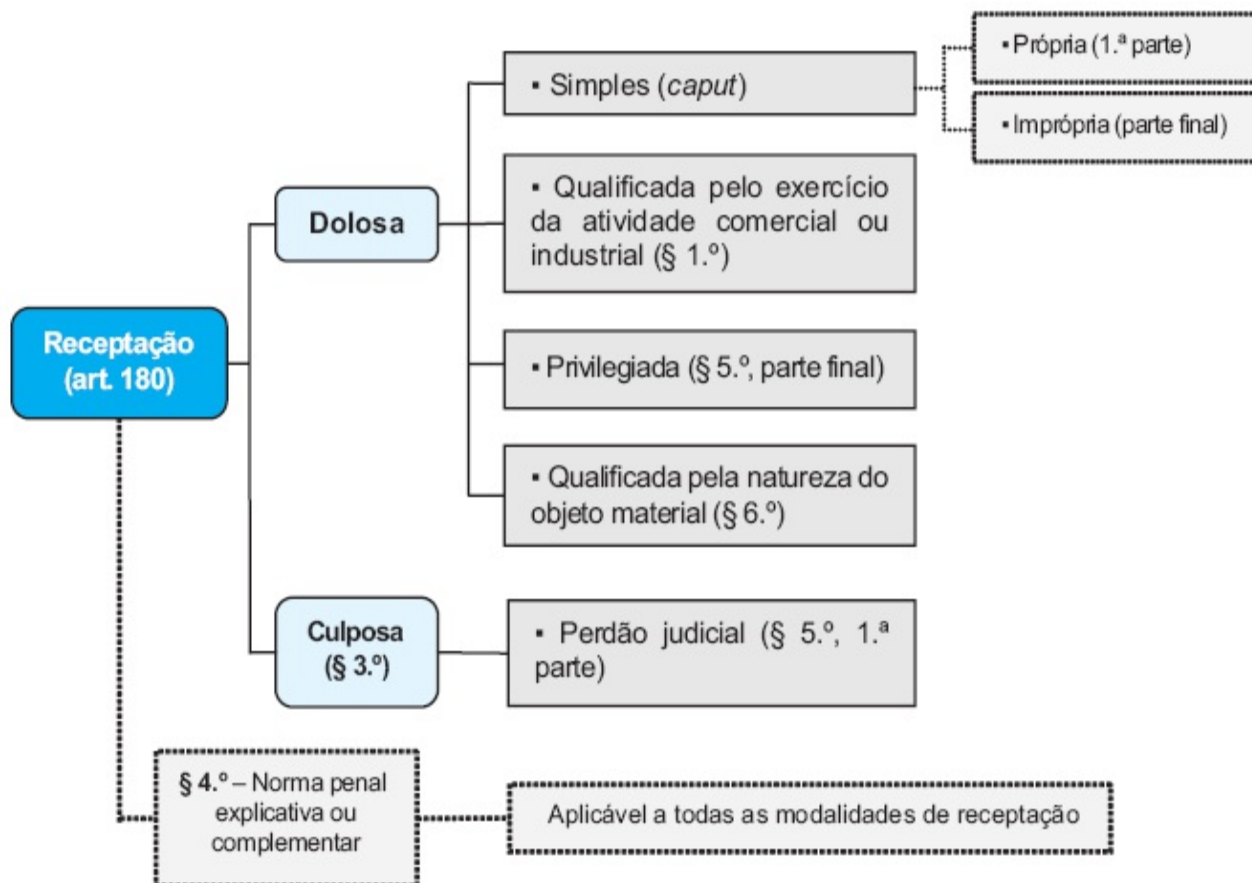 ▪ Própria (1.ª parte)
▪ Simples (caput)
▪ Imprópria (parte final)
▪ Qualificada pelo exercício
da atividade comercial ou
industrial (§ 1.º)
Dolosa
Receptação
(art. 180)
▪ Privilegiada (§ 5.º, parte final)
▪ Qualificada pela natureza do
objeto material (§ 6.º)
Culposa
(§ 3.º)
▪ Perdão judicial (§ 5.º, 1.ª
parte)
§ 4.º – Norma penal
explicativa ou
complementar
Aplicável a todas as modalidades de receptação